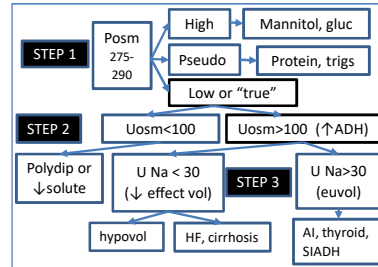 High
Mannitol, gluc
STEP 1
Posm
275-
290
Pseudo
Protein, trigs
Low or “true”
STEP 2
Uosm<100
Uosm>100 (↑ADH)
Polydip or
↓solute
U Na < 30
(↓ effect vol)
STEP 3
U Na>30
(euvol)
hypovol
HF, cirrhosis
AI, thyroid,
SIADH